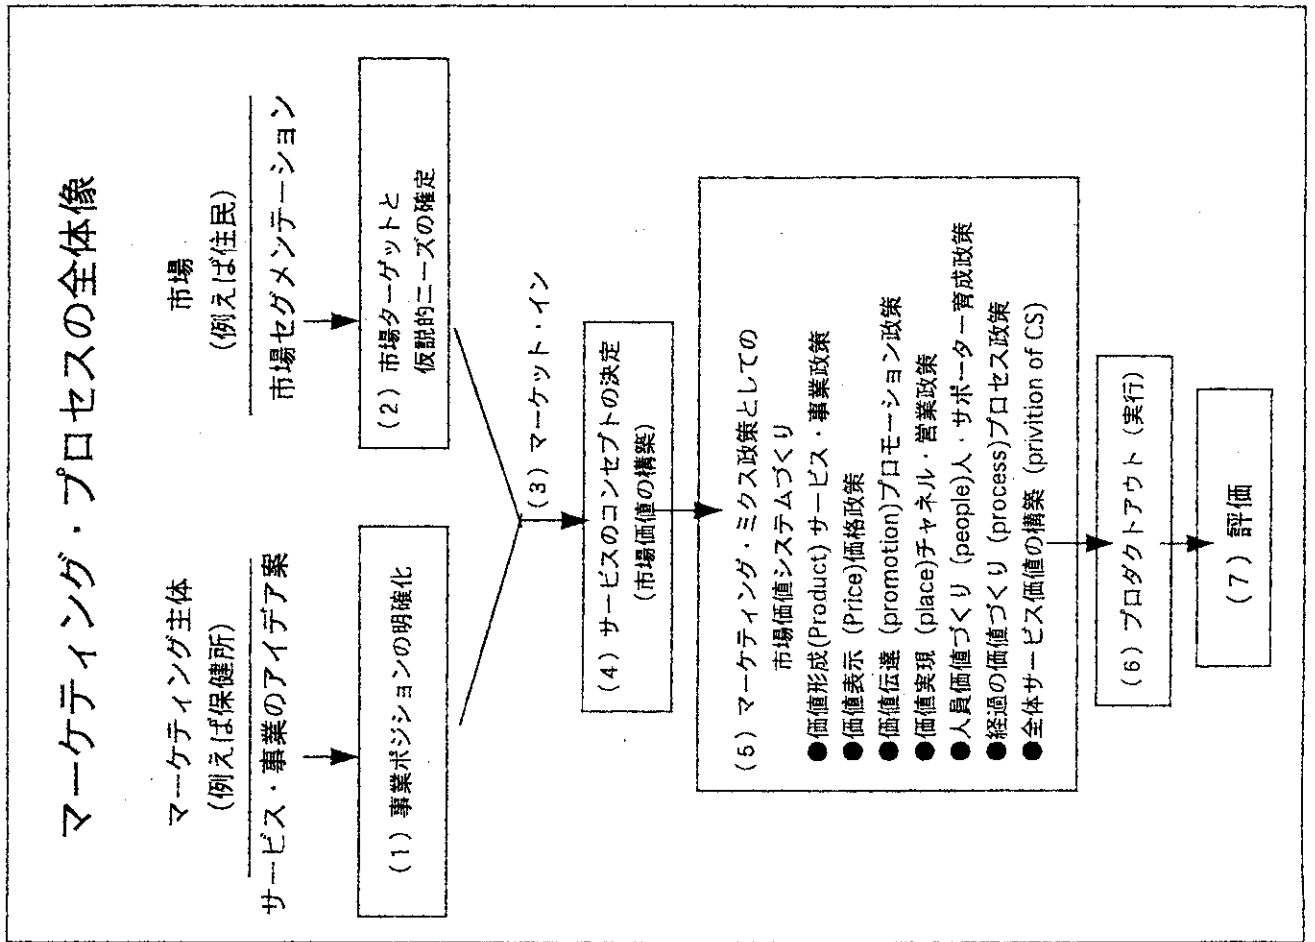 マーケティング・プロセスの全体像
マーケティング主体
(例えば保健所)
サービス・事業のアイデア案
市場
(例えば住民)
市場セグメンテーション
(1) 事業ポジションの明確化
(2) 市場ターゲットと
仮説的ニーズの確定
(3) マーケット・イン
(4) サービスのコンセプトの決定
(市場価値の構築)
(5) マーケティング・ミクス政策としての
市場価値システムづくり
●価値形成(Product) サービス・事業政策
●価値表示 (Price)価格政策
●価値伝達 (promotion)プロモーション政策
●価値実現 (place)チャネル・営業政策
●人員価値づくり (people)人・サポーター育成政策
●経過の価値づくり (process)プロセス政策
●全体サービス価値の構築 (privition of CS)
(6) プロダクトアウト (実行)
(7) 評価